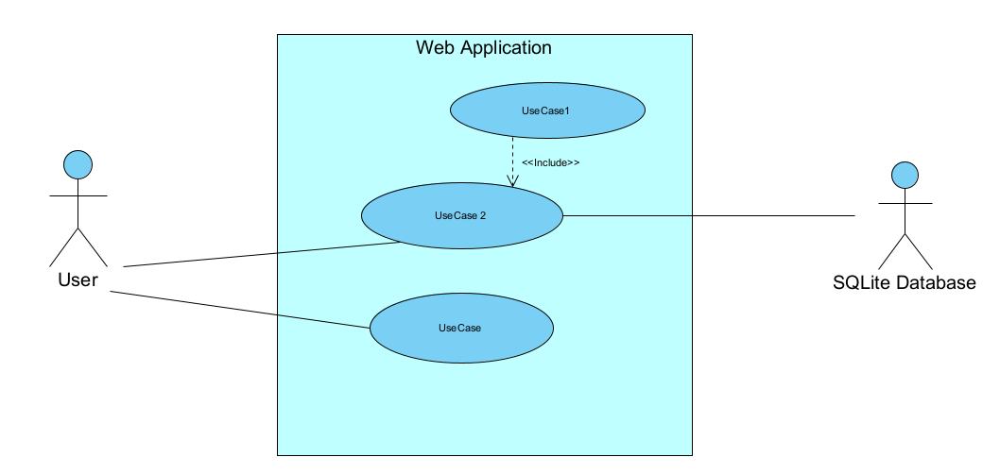 Web Application
UseCase1
<<Include>>
UseCase 2
User
SQLite Database
UseCase